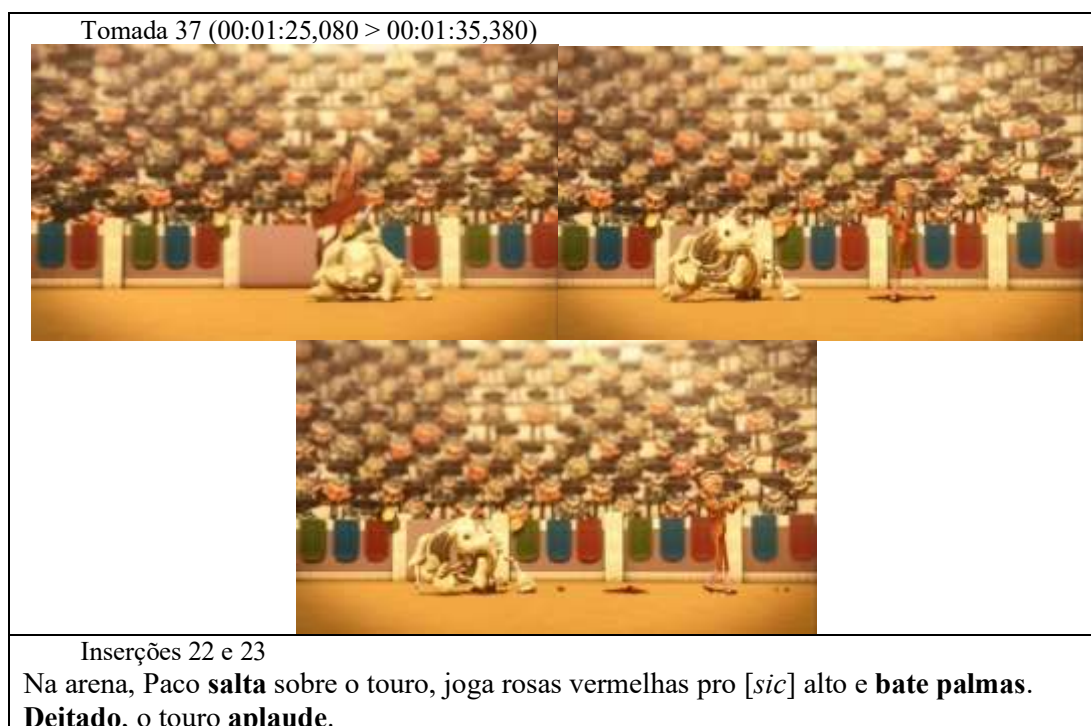 Tomada 37 (00:01:25,080 > 00:01:35,380)
Inserções 22 e 23
Na arena, Paco salta sobre o touro, joga rosas vermelhas pro [sic] alto e bate palmas.
Deitado, o touro aplaude.